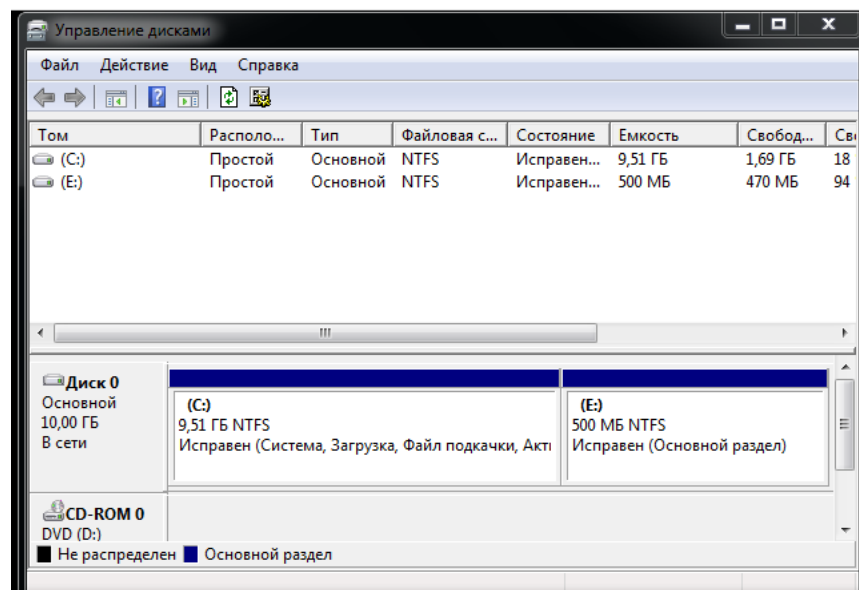 Управление дисками
Файл Действие Вид Справка
Том Располо... Тип Файловая с... Состояние Емкость Свобод... Св
(C:) Простой Основной NTFS Исправен... 9,51 ГБ 1,69 ГБ 18
(E:) Простой Основной NTFS Исправен... 500 МБ 470 МБ 94
Диск 0
Основной
10,00 ГБ
В сети
(C:)
9,51 ГБ NTFS
Исправен (Система, Загрузка, Файл подкачки, Акти
(E:)
500 МБ NTFS
Исправен (Основной раздел)
CD-ROM 0
DVD (D:)
Не распределен Основной раздел